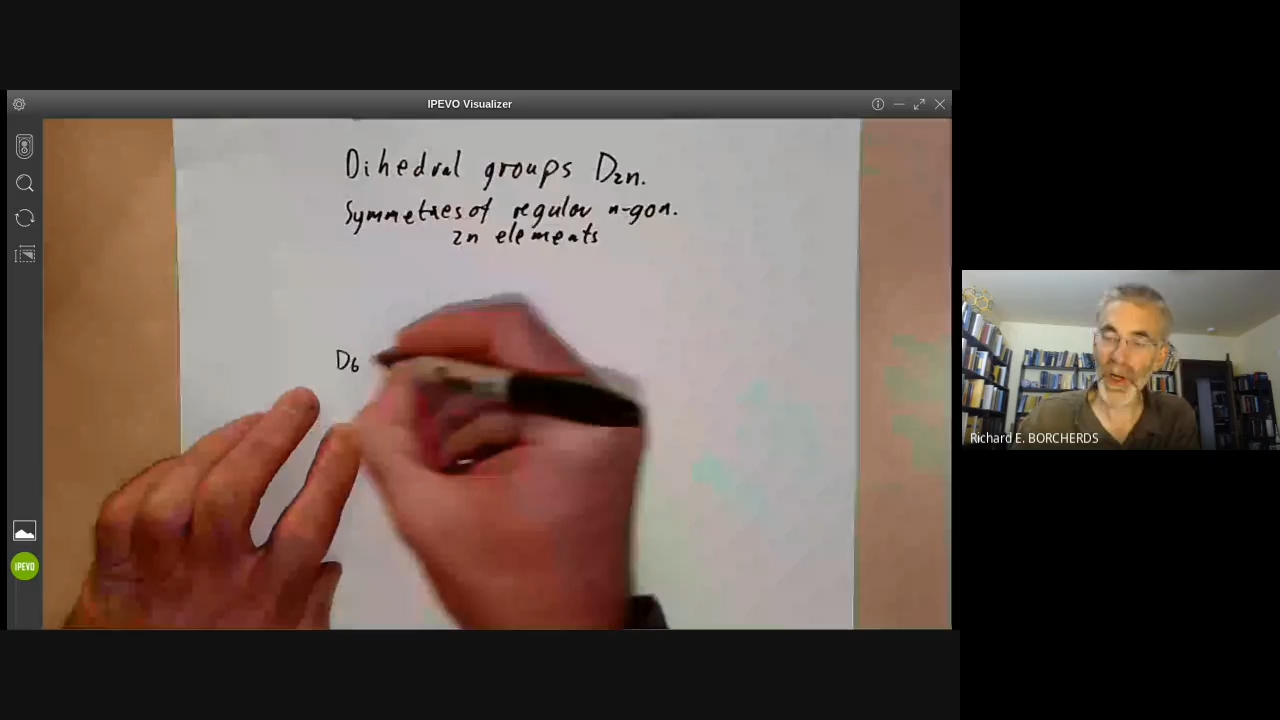 IPEVO Visualizer
Dihedral groups D2n.
Symmetries of regular n-gon.
2n elements
D6
IPEVO
Richard E. BORCHERDS